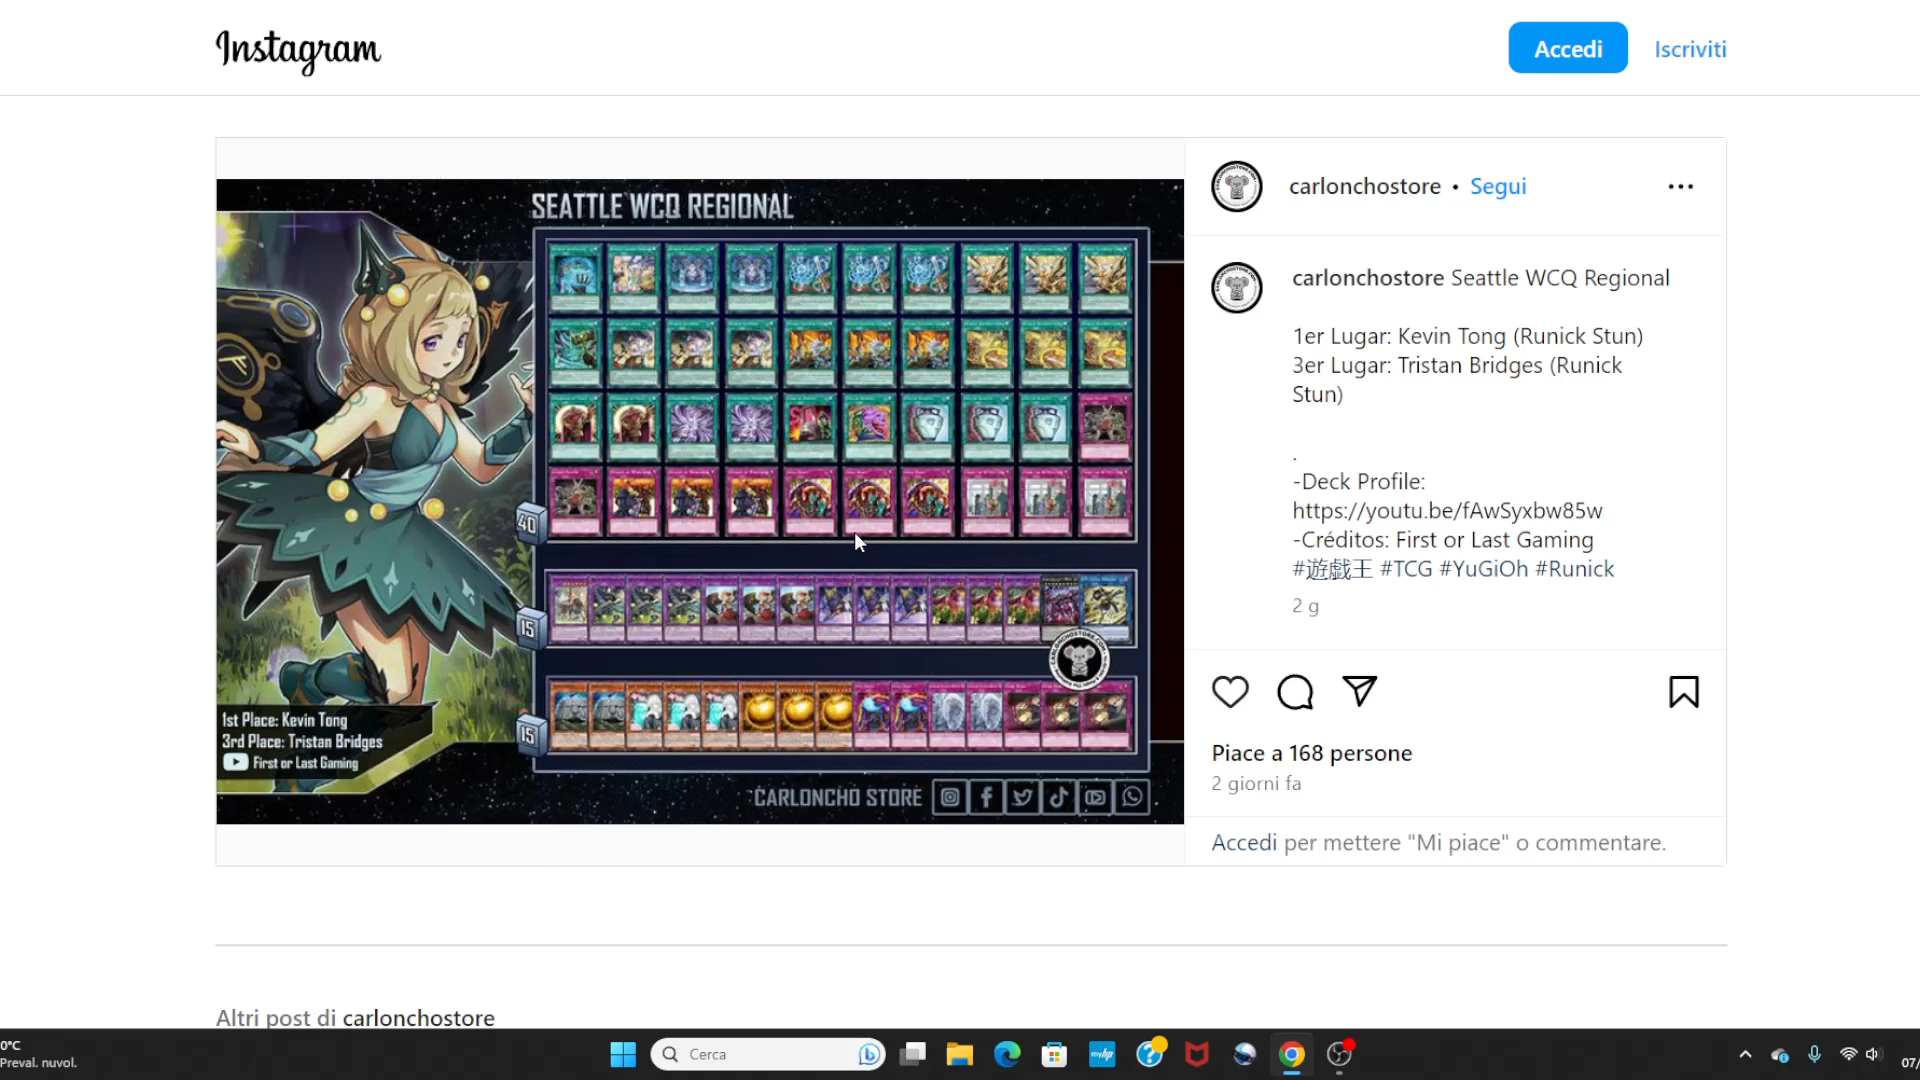 Instagram
Accedi
Iscriviti
SEATTLE WCQ REGIONAL
40
15
15
1st Place: Kevin Tong
3rd Place: Tristan Bridges
First or Last Gaming
CARLONCHO STORE
carlonchostore • Segui
carlonchostore Seattle WCQ Regional
1er Lugar: Kevin Tong (Runick Stun)
3er Lugar: Tristan Bridges (Runick
Stun)
.
-Deck Profile:
https://youtu.be/fAwSyxbw85w
-Créditos: First or Last Gaming
#遊戯王 #TCG #YuGiOh #Runick
2 g
Piace a 168 persone
2 giorni fa
Accedi per mettere "Mi piace" o commentare.
Altri post di carlonchostore
0°C
Preval. nuvol.
Cerca
07/